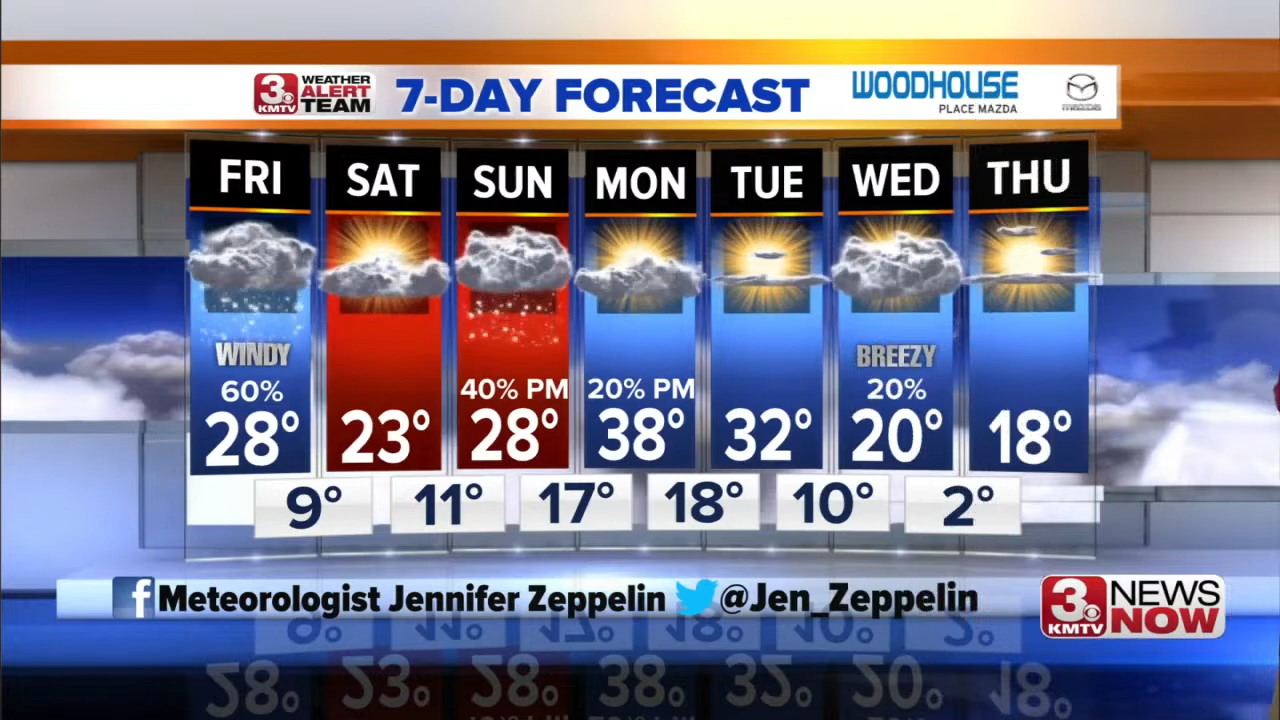 3 KMTV WEATHER ALERT TEAM 7-DAY FORECAST WOODHOUSE PLACE MAZDA mazda
FRI SAT SUN MON TUE WED THU
WINDY BREEZY
60% 40% PM 20% PM 20%
28° 23° 28° 38° 32° 20° 18°
9° 11° 17° 18° 10° 2°
f Meteorologist Jennifer Zeppelin @Jen_Zeppelin
3 KMTV NEWS NOW